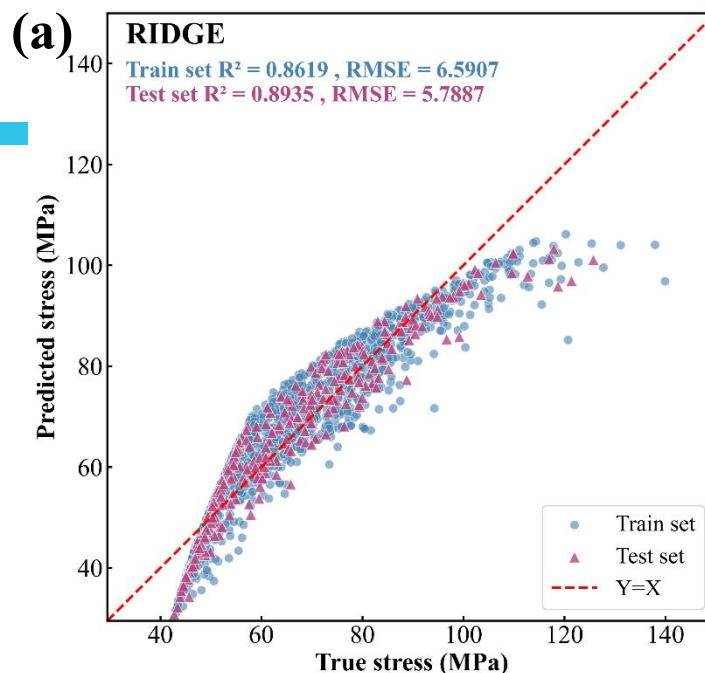 (a)
RIDGE
Train set R² = 0.8619 , RMSE = 6.5907
Test set R² = 0.8935 , RMSE = 5.7887
140
120
100
80
60
40
Predicted stress (MPa)
Train set
Test set
Y=X
40 60 80 100 120 140
True stress (MPa)